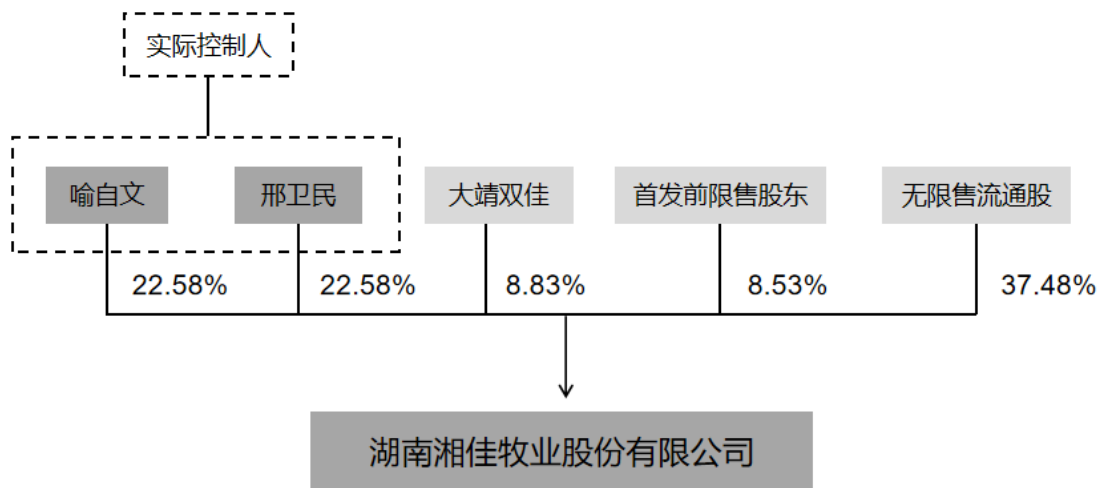 实际控制人
喻自文
邢卫民
大靖双佳
首发前限售股东
无限售流通股
22.58%
22.58%
8.83%
8.53%
37.48%
湖南湘佳牧业股份有限公司